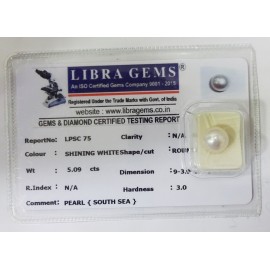 LIBRA GEMS®
An ISO Certified Gems Company 9001-2015
Registered Under the Trade Marks with Govt. of India
website : www.libragems.co.in
GEMS & DIAMOND CERTIFIED TESTING REPORT
ReportNo : LPSC 75 Clarity : N/A
Colour : SHINING WHITE Shape/cut :
Wt : 5.09 cts Dimension :
R.Index : N/A Hardness : 3.0
Comment : PEARL { SOUTH SEA }